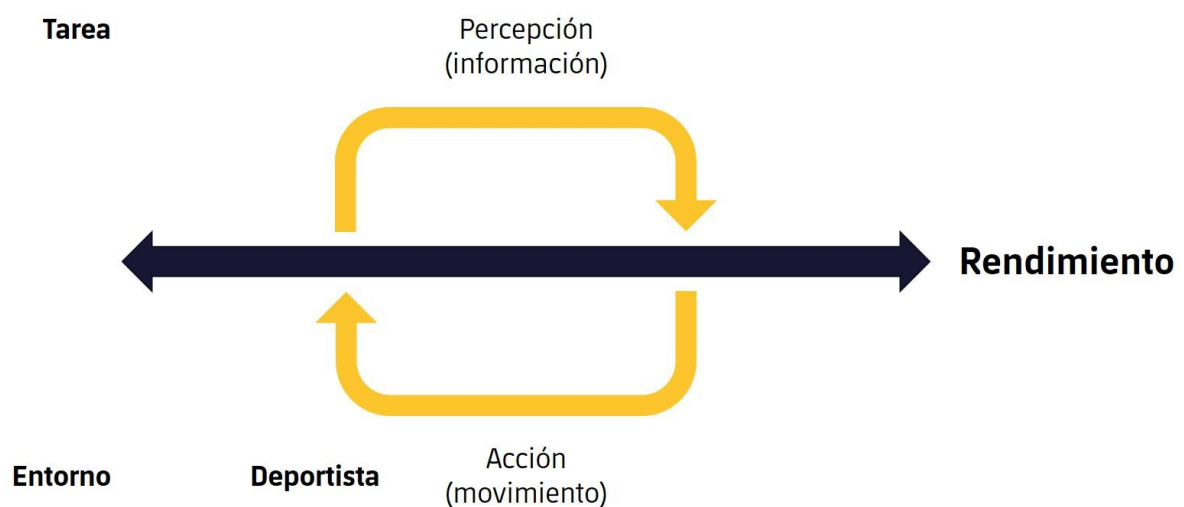 Tarea
Percepción
(información)
Rendimiento
Entorno
Deportista
Acción
(movimiento)